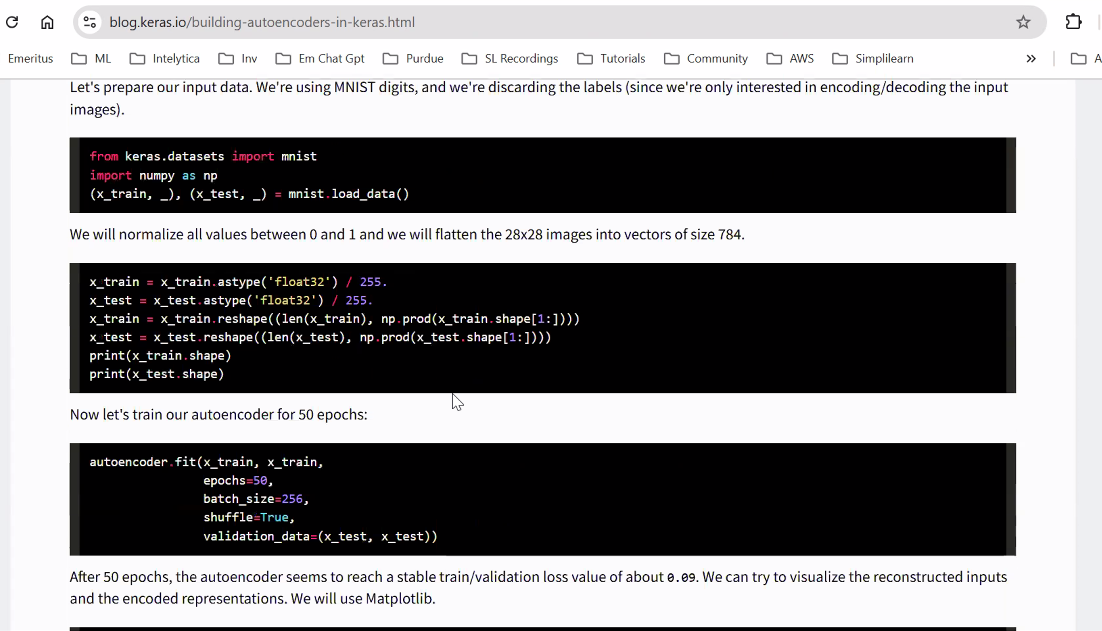 blog.keras.io/building-autoencoders-in-keras.html
Emeritus ML Intelytica Inv Em Chat Gpt Purdue SL Recordings Tutorials Community AWS Simplilearn » A
Let's prepare our input data. We're using MNIST digits, and we're discarding the labels (since we're only interested in encoding/decoding the input
images).
from keras.datasets import mnist
import numpy as np
(x_train, _), (x_test, _) = mnist.load_data()
We will normalize all values between 0 and 1 and we will flatten the 28x28 images into vectors of size 784.
x_train = x_train.astype('float32') / 255.
x_test = x_test.astype('float32') / 255.
x_train = x_train.reshape((len(x_train), np.prod(x_train.shape[1:])))
x_test = x_test.reshape((len(x_test), np.prod(x_test.shape[1:])))
print(x_train.shape)
print(x_test.shape)
Now let's train our autoencoder for 50 epochs:
autoencoder.fit(x_train, x_train,
epochs=50,
batch_size=256,
shuffle=True,
validation_data=(x_test, x_test))
After 50 epochs, the autoencoder seems to reach a stable train/validation loss value of about 0.09. We can try to visualize the reconstructed inputs
and the encoded representations. We will use Matplotlib.